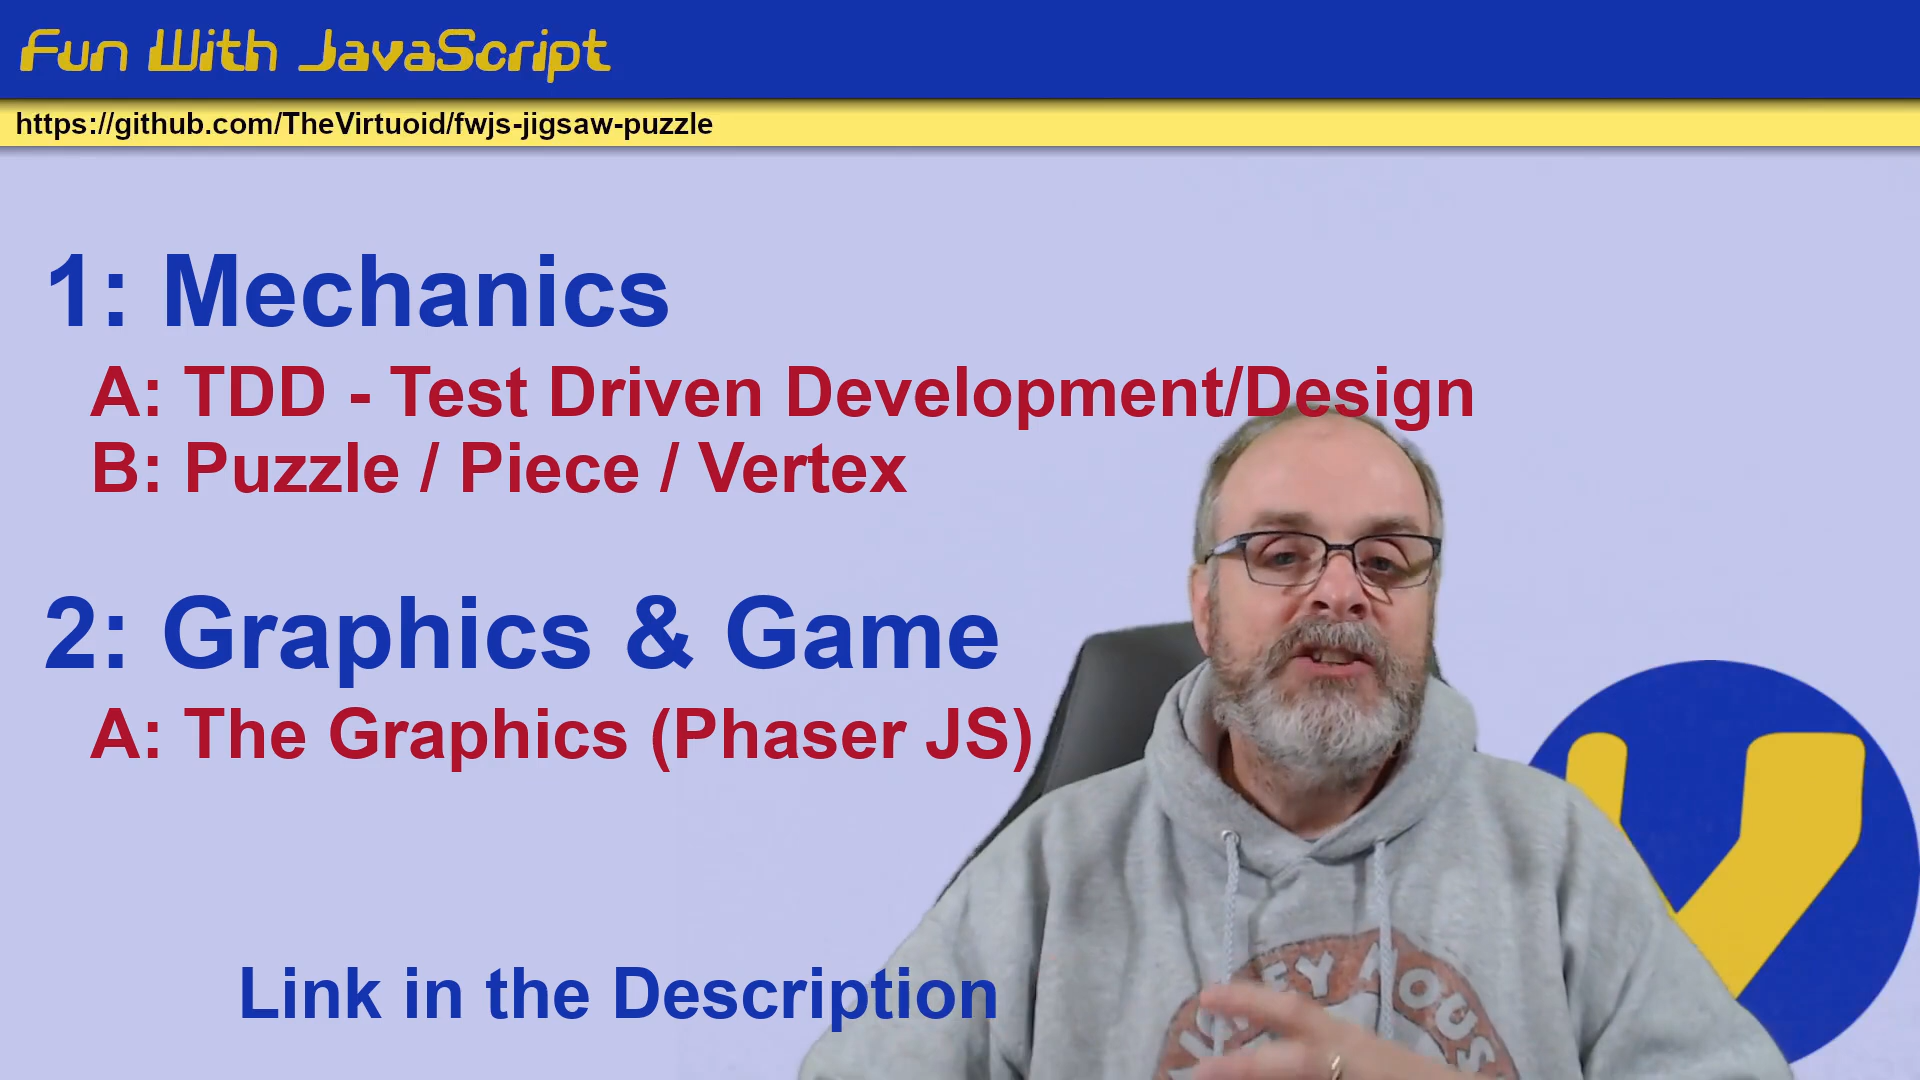 Fun With JavaScript
https://github.com/TheVirtuoid/fwjs-jigsaw-puzzle
1: Mechanics
A: TDD - Test Driven Development/Design
B: Puzzle / Piece / Vertex
2: Graphics & Game
A: The Graphics (Phaser JS)
Link in the Description